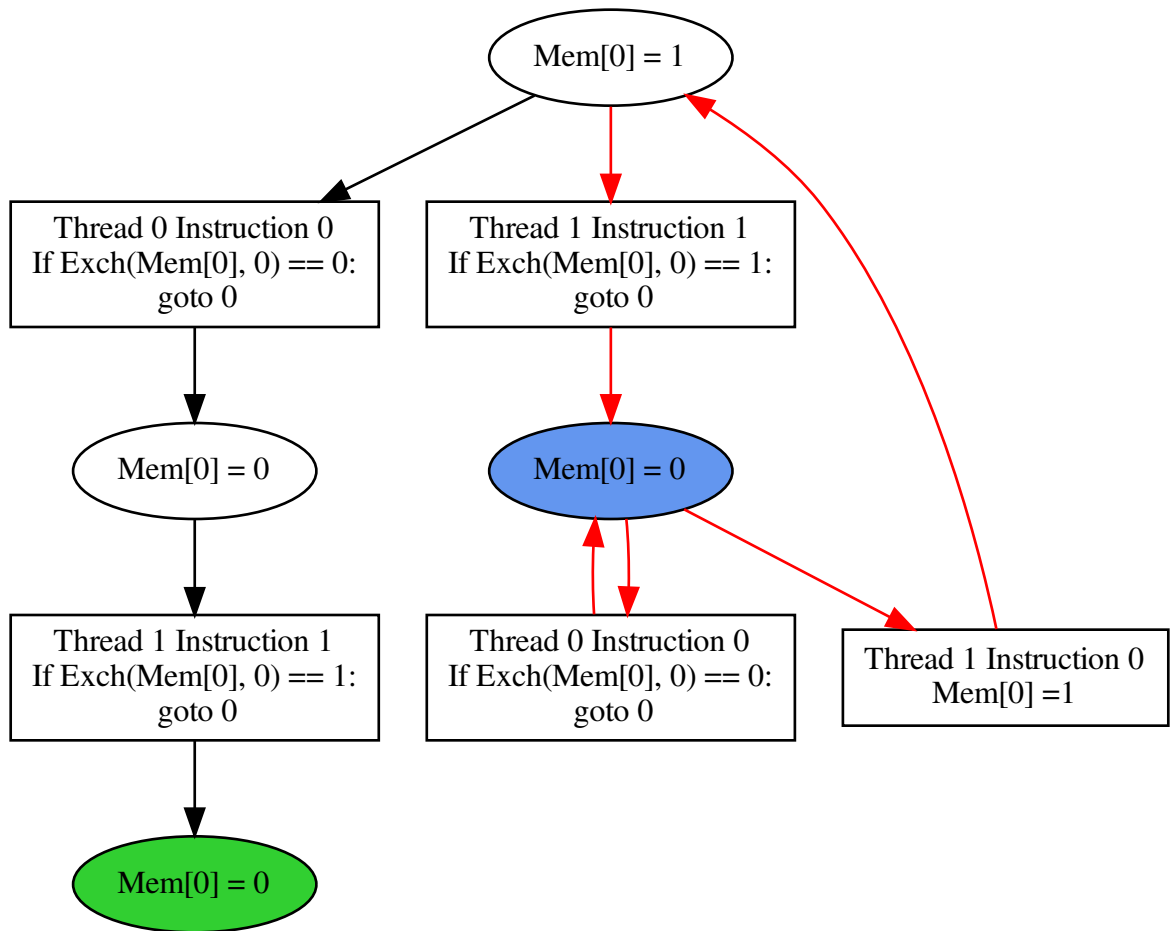 Mem[0] = 1
Thread 0 Instruction 0
If Exch(Mem[0], 0) == 0:
goto 0
Thread 1 Instruction 1
If Exch(Mem[0], 0) == 1:
goto 0
Mem[0] = 0
Mem[0] = 0
Thread 1 Instruction 1
If Exch(Mem[0], 0) == 1:
goto 0
Thread 0 Instruction 0
If Exch(Mem[0], 0) == 0:
goto 0
Thread 1 Instruction 0
Mem[0] =1
Mem[0] = 0